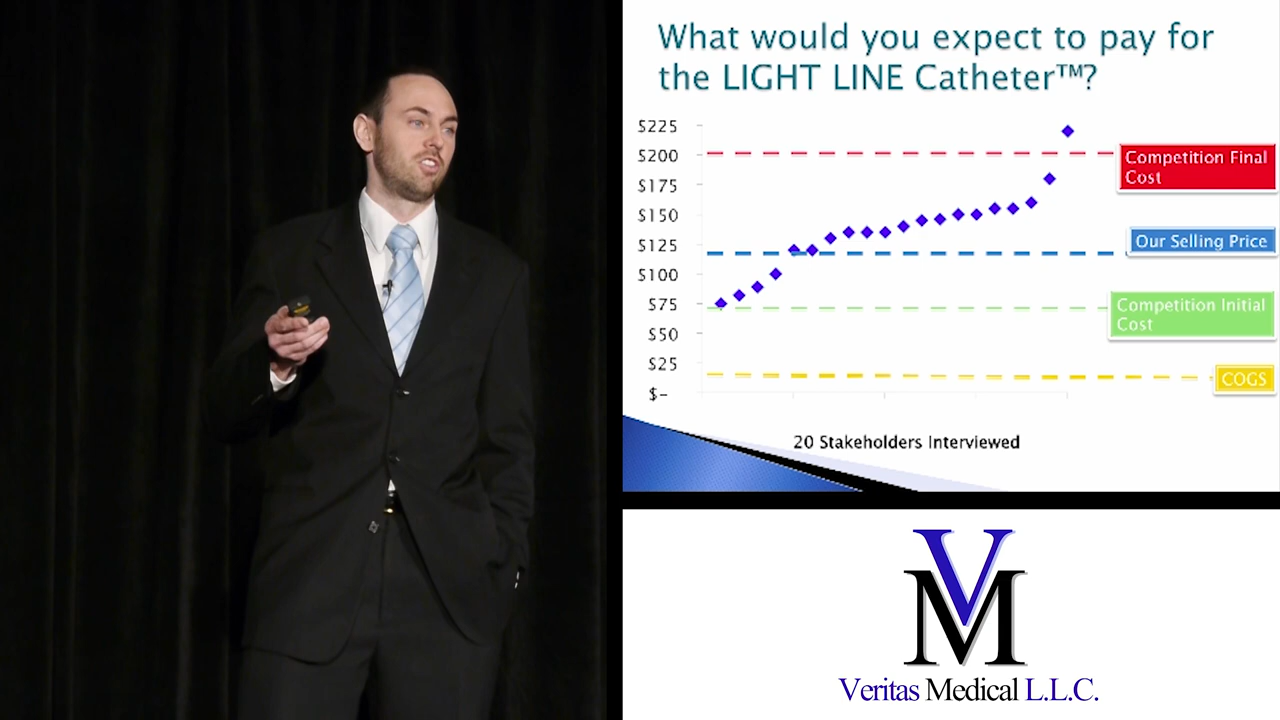 What would you expect to pay for
the LIGHT LINE Catheter™?
$225
$200
$175
$150
$125
$100
$75
$50
$25
$-
Competition Final
Cost
Our Selling Price
Competition Initial
Cost
COGS
20 Stakeholders Interviewed
VM
Veritas Medical L.L.C.